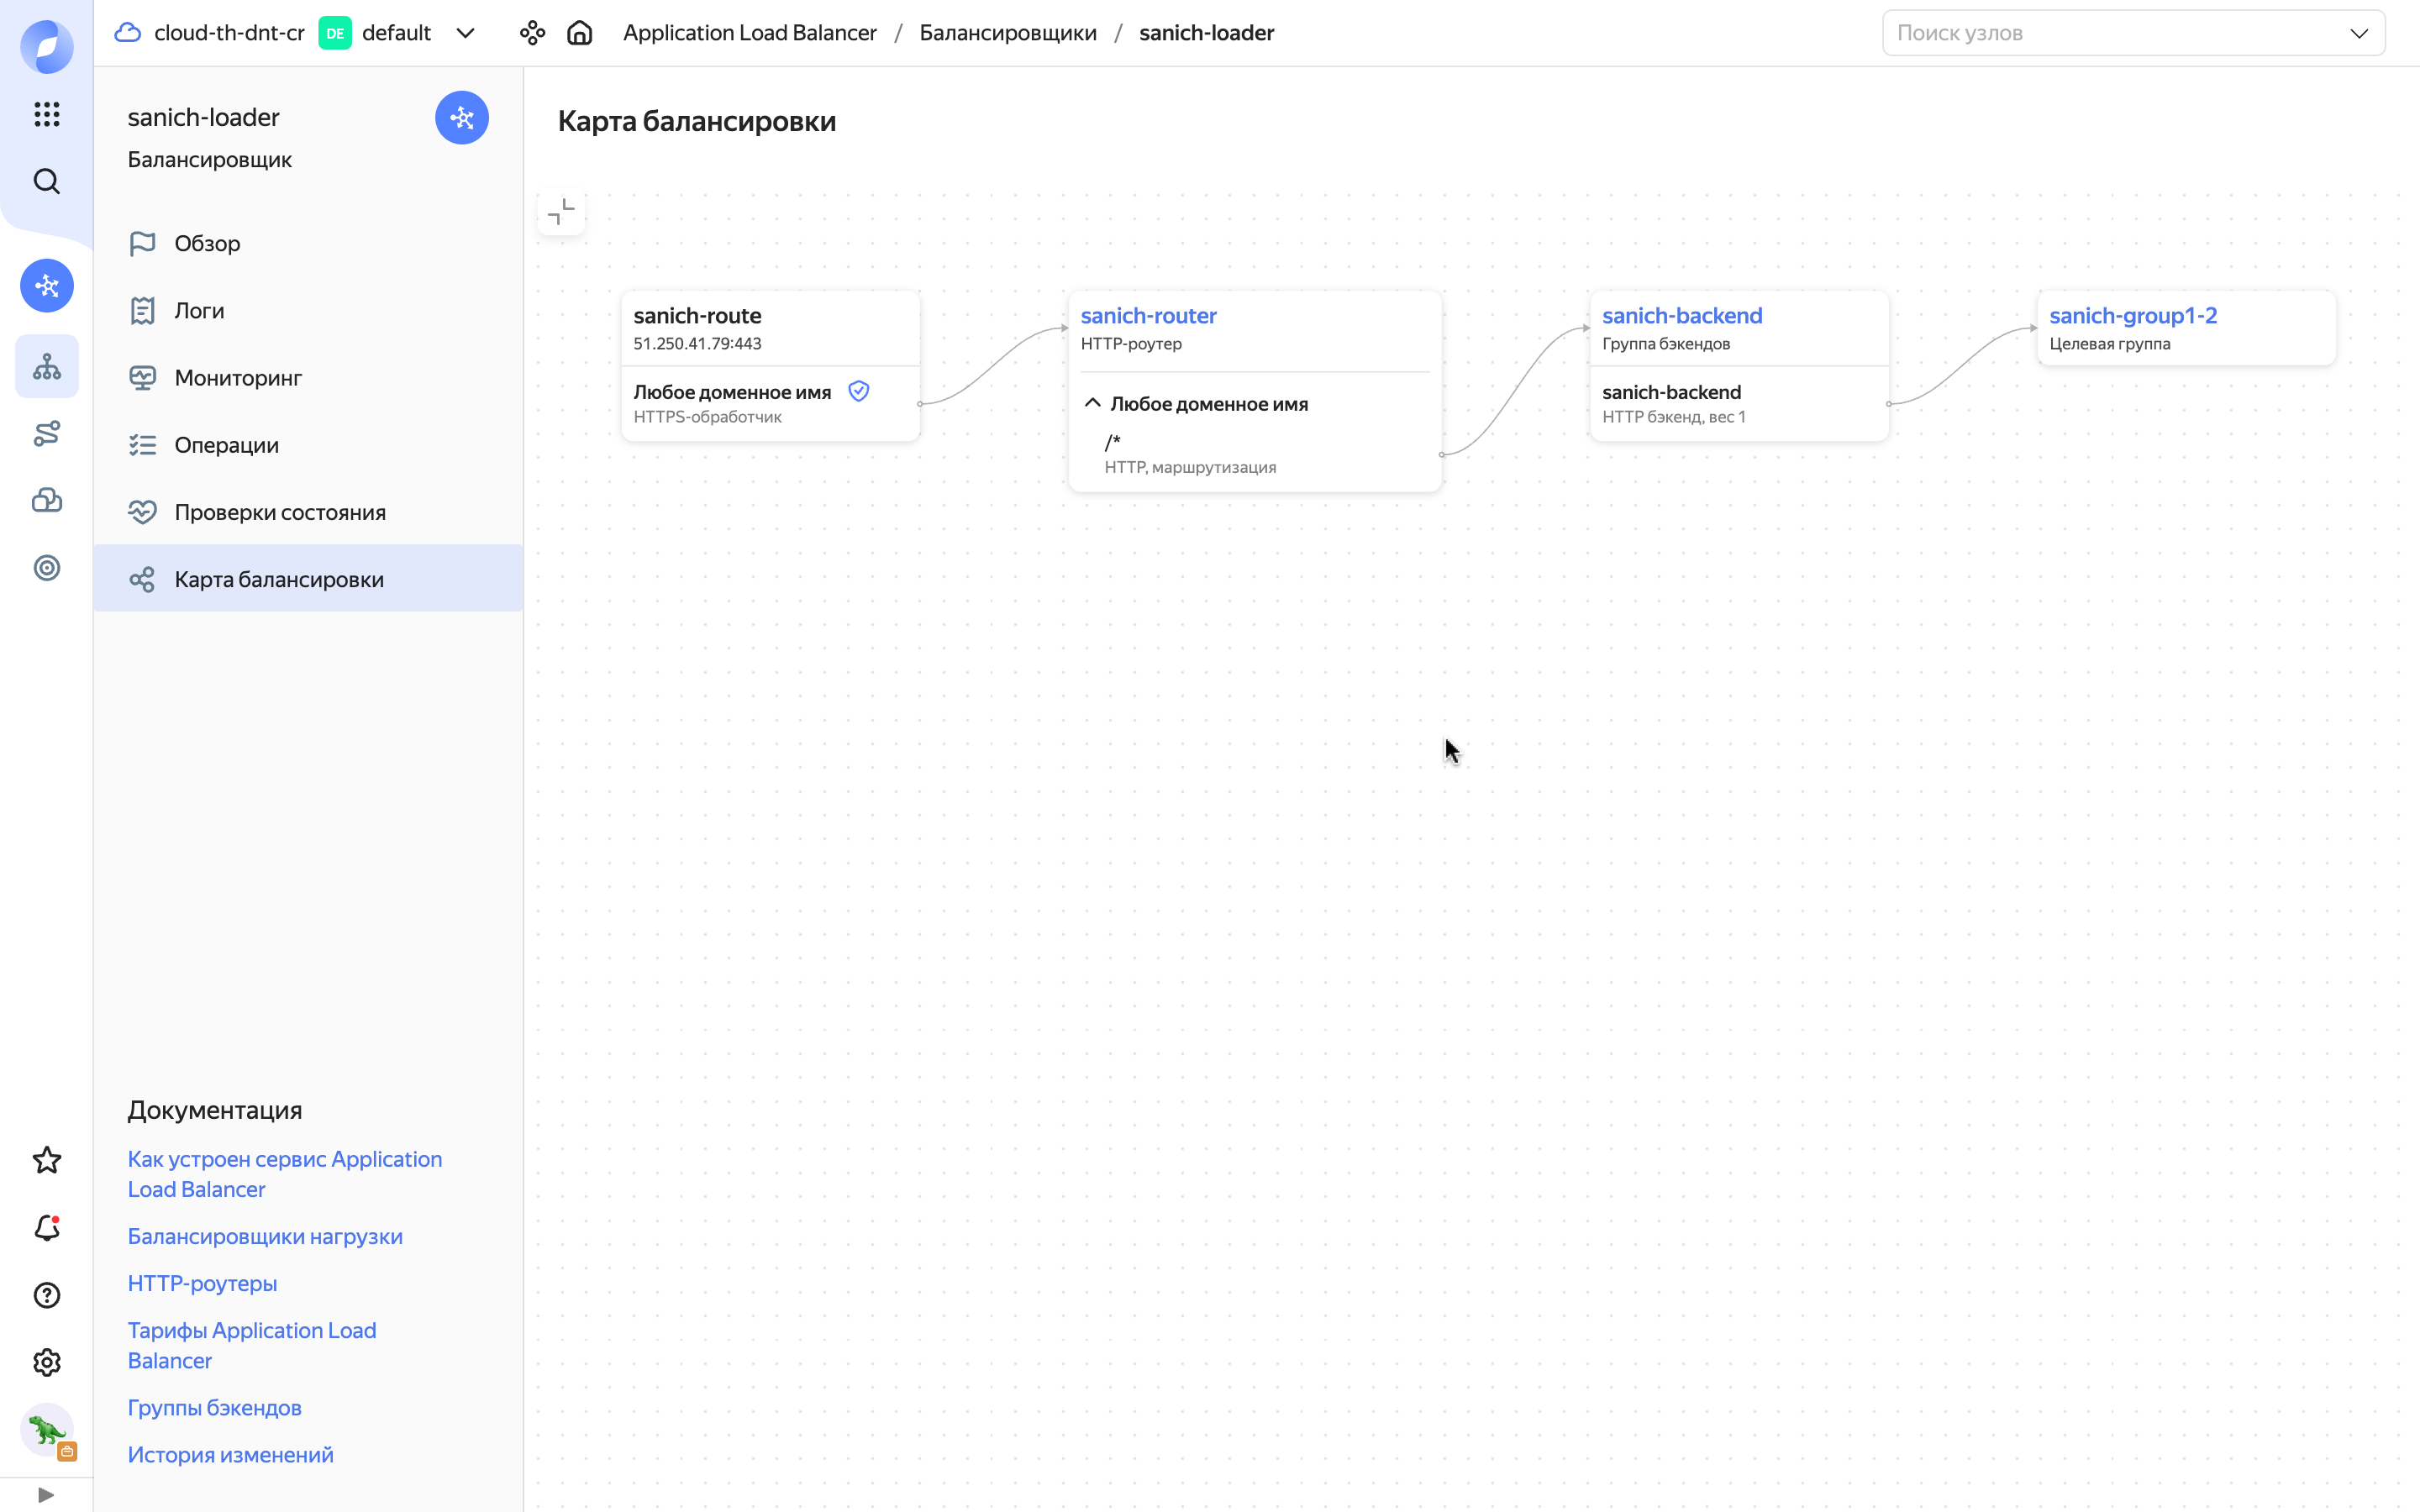 cloud-th-dnt-cr DE default Application Load Balancer / Балансировщики / sanich-loader Поиск узлов
sanich-loader
Балансировщик
Обзор
Логи
Мониторинг
Операции
Проверки состояния
Карта балансировки
Документация
Как устроен сервис Application
Load Balancer
Балансировщики нагрузки
HTTP-роутеры
Тарифы Application Load
Balancer
Группы бэкендов
История изменений
Карта балансировки
sanich-route
51.250.41.79:443
Любое доменное имя
HTTPS-обработчик
sanich-router
HTTP-роутер
Любое доменное имя
/*
HTTP, маршрутизация
sanich-backend
Группа бэкендов
sanich-backend
HTTP бэкенд, вес 1
sanich-group1-2
Целевая группа